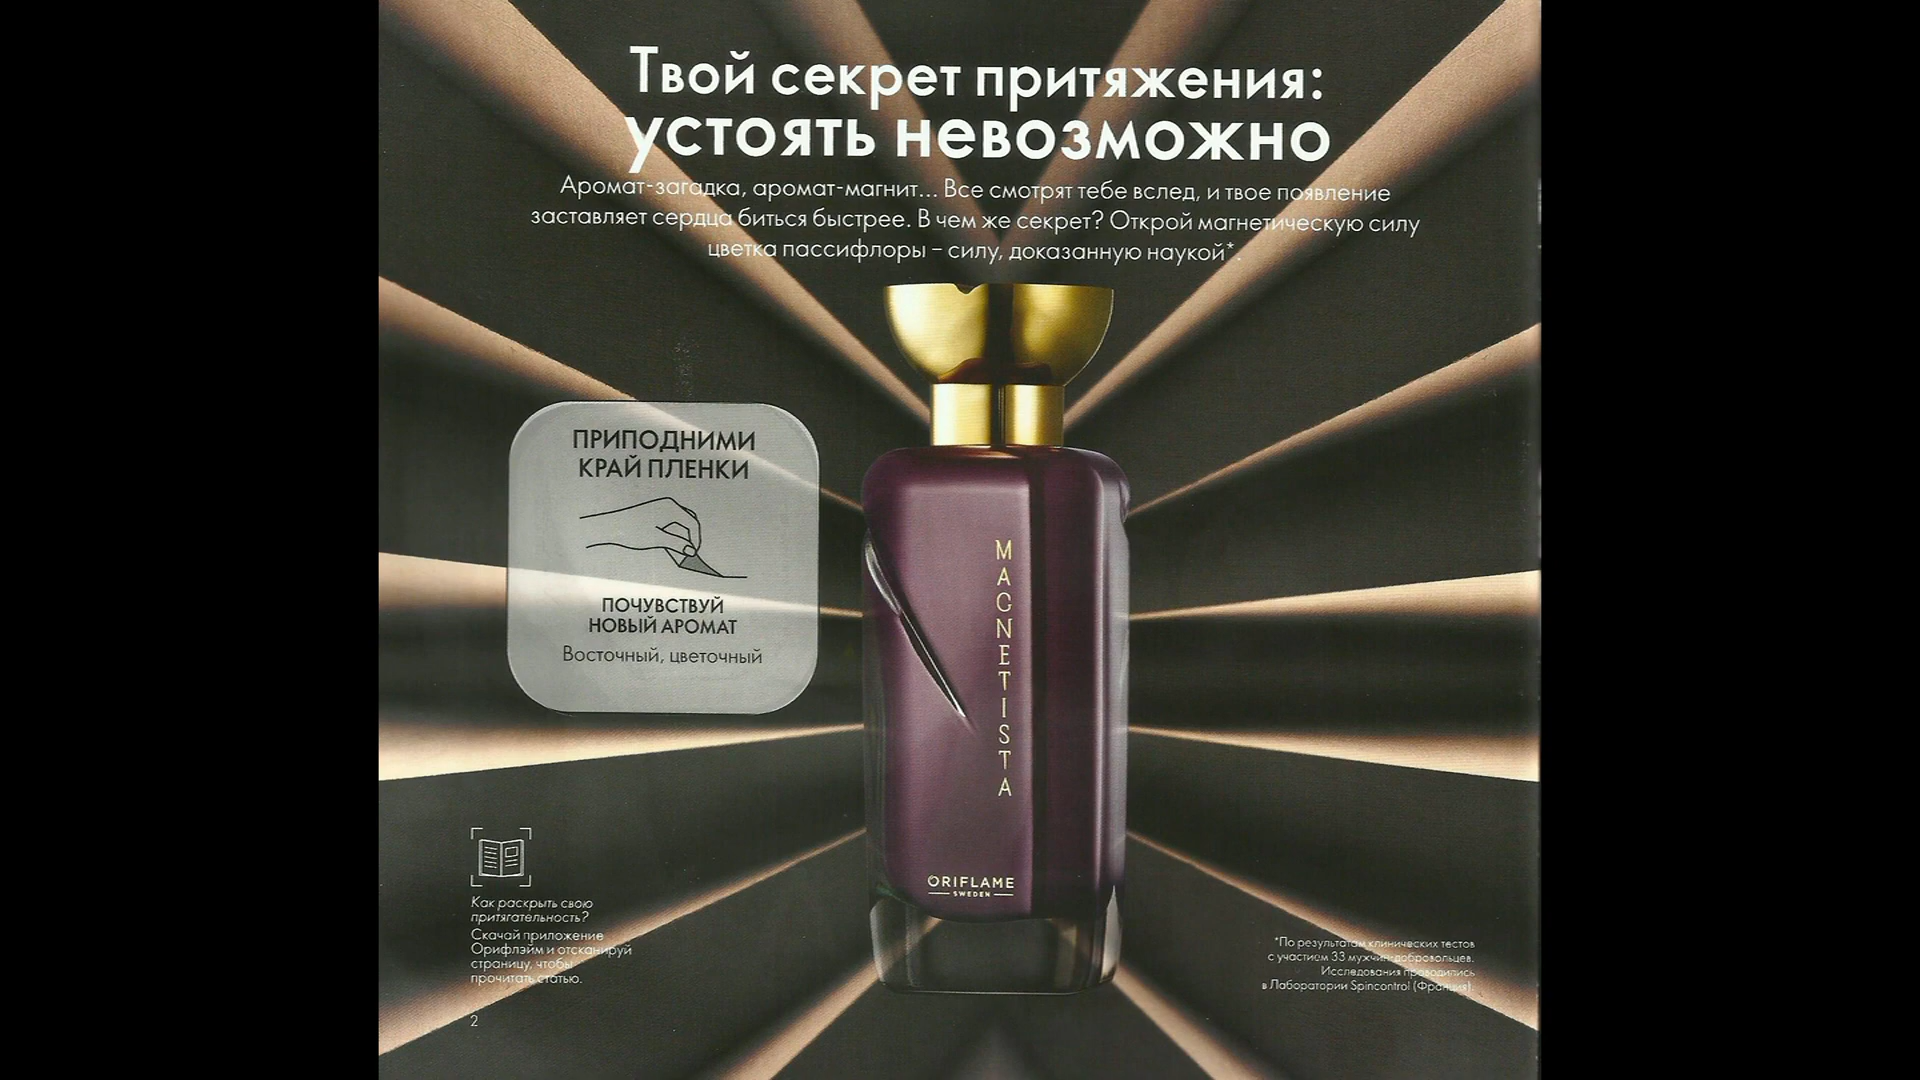 Твой секрет притяжения:
устоять невозможно
Аромат-загадка, аромат-магнит... Все смотрят тебе вслед, и твое появление
заставляет сердца биться быстрее. В чем же секрет? Открой магнетическую силу
цветка пассифлоры – силу, доказанную наукой*.
ПРИПОДНИМИ
КРАЙ ПЛЕНКИ
ПОЧУВСТВУЙ
НОВЫЙ АРОМАТ
Восточный, цветочный
MAGNETISTA
ORIFLAME
SWEDEN
Как раскрыть свою
притягательность?
Скачай приложение
Орифлэйм и отсканируй
страницу, чтобы
прочитать статью.
*По результатам клинических тестов
с участием 33 мужчин-добровольцев.
Исследования проводились
в Лаборатории Spincontrol (Франция).
2